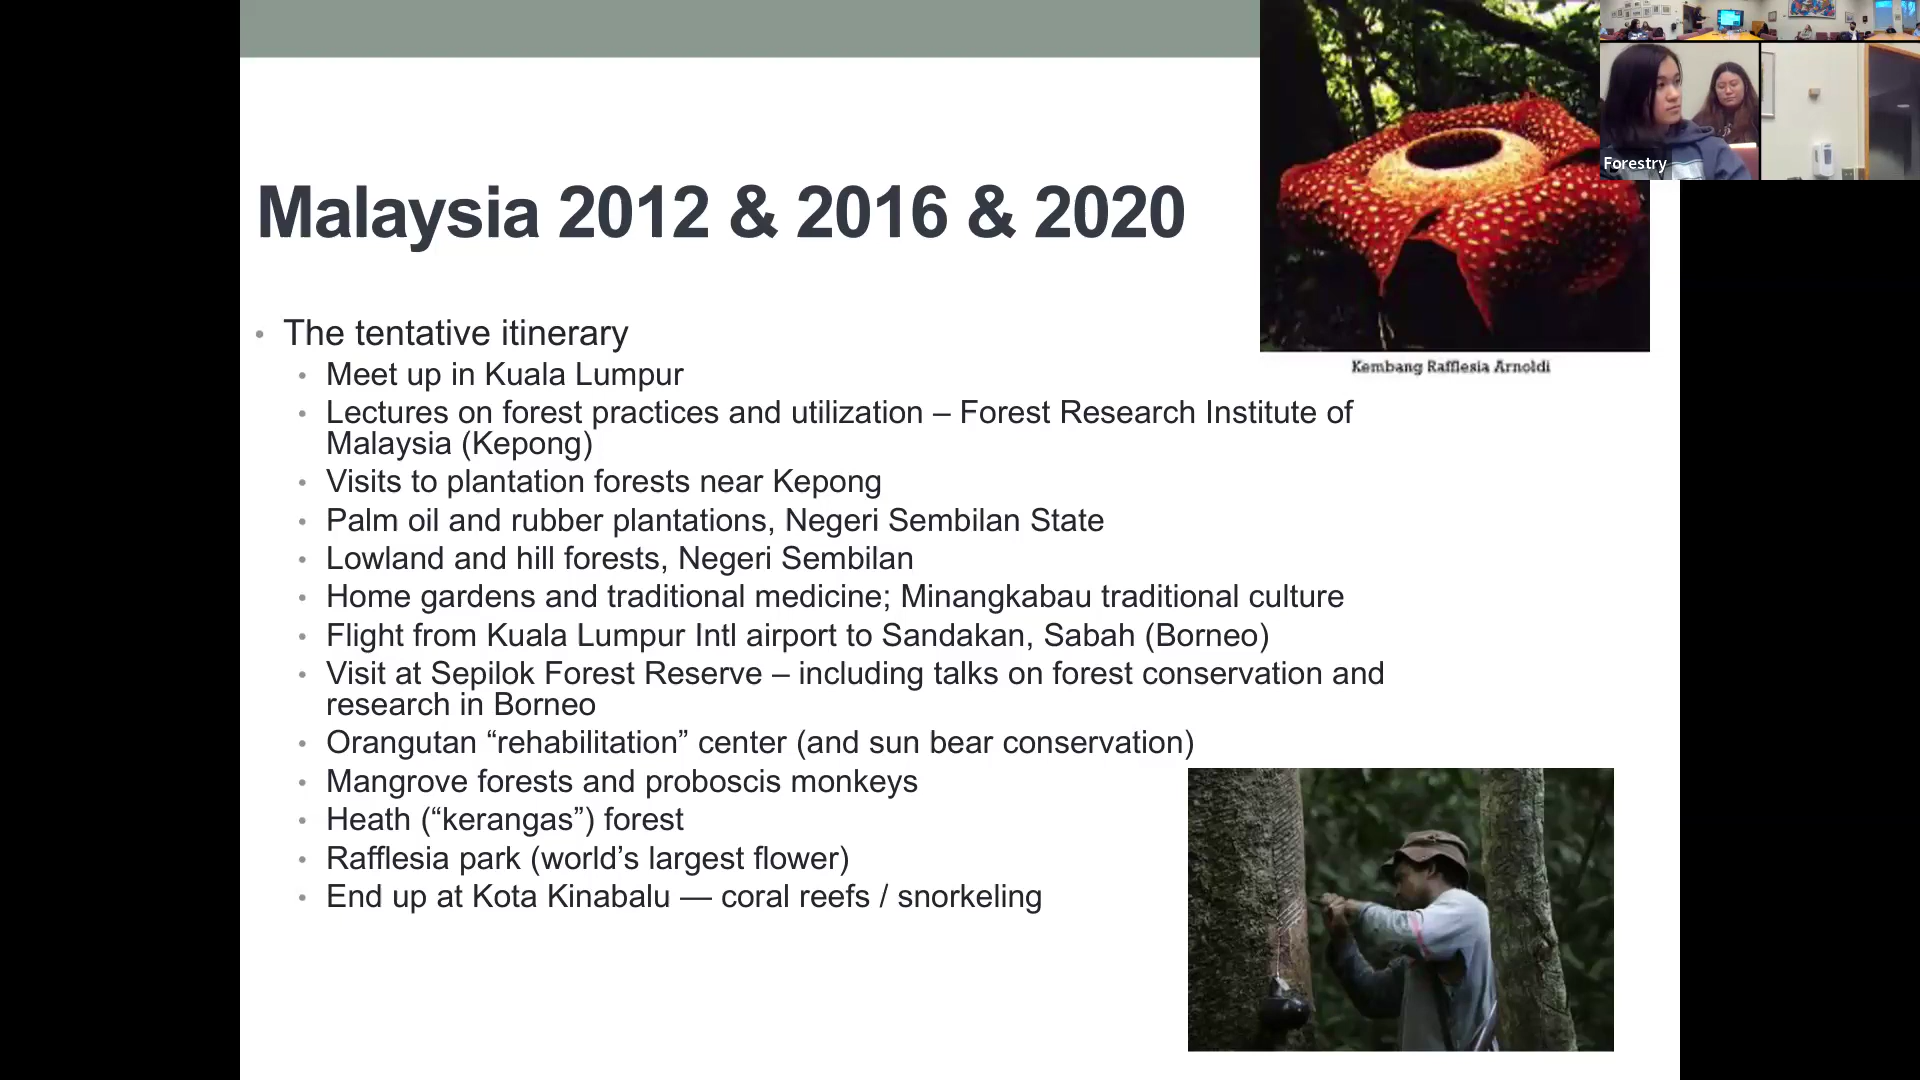 Forestry
Malaysia 2012 & 2016 & 2020
Kembang Rafflesia Arnoldi
• The tentative itinerary
• Meet up in Kuala Lumpur
• Lectures on forest practices and utilization – Forest Research Institute of
Malaysia (Kepong)
• Visits to plantation forests near Kepong
• Palm oil and rubber plantations, Negeri Sembilan State
• Lowland and hill forests, Negeri Sembilan
• Home gardens and traditional medicine; Minangkabau traditional culture
• Flight from Kuala Lumpur Intl airport to Sandakan, Sabah (Borneo)
• Visit at Sepilok Forest Reserve – including talks on forest conservation and
research in Borneo
• Orangutan “rehabilitation” center (and sun bear conservation)
• Mangrove forests and proboscis monkeys
• Heath (“kerangas”) forest
• Rafflesia park (world’s largest flower)
• End up at Kota Kinabalu — coral reefs / snorkeling